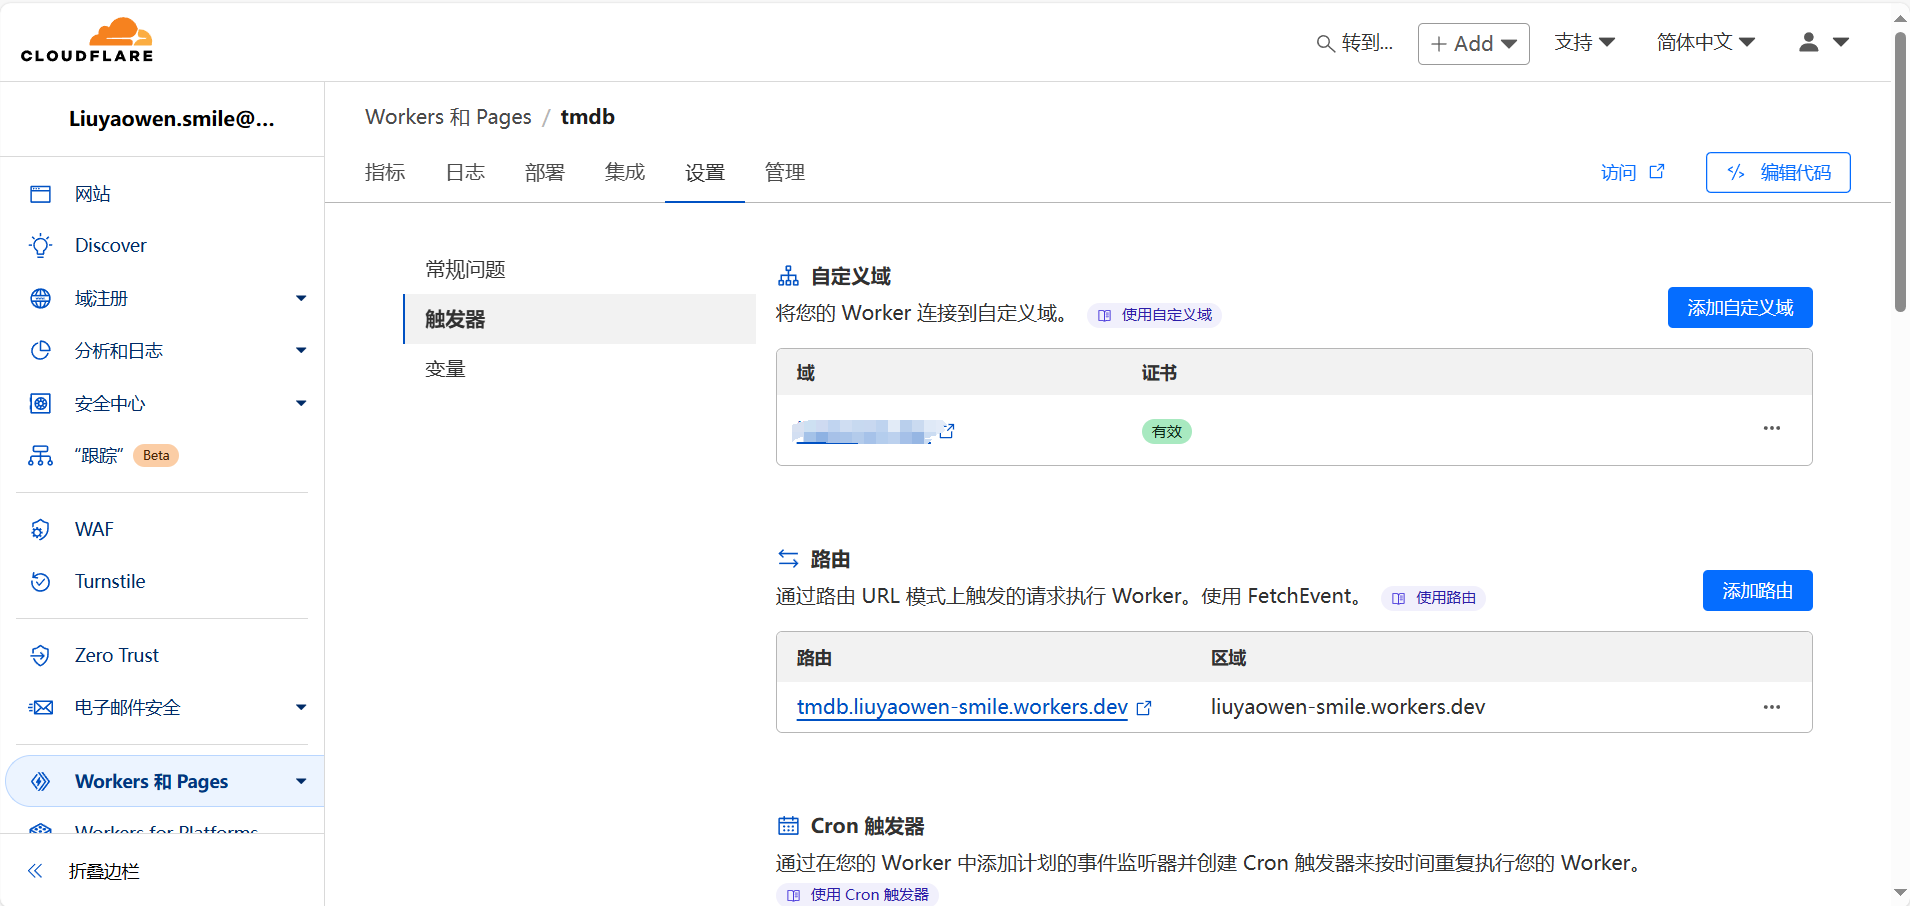 CLOUDFLARE
转到...
Add
支持
简体中文
Liuyaowen.smile@...
网站
Discover
域注册
分析和日志
安全中心
“跟踪” Beta
WAF
Turnstile
Zero Trust
电子邮件安全
Workers 和 Pages
Workers for Platforms
折叠边栏
Workers 和 Pages / tmdb
指标 日志 部署 集成 设置 管理
访问
编辑代码
常规问题
触发器
变量
自定义域
将您的 Worker 连接到自定义域。 使用自定义域
添加自定义域
域 证书
有效
路由
通过路由 URL 模式上触发的请求执行 Worker。使用 FetchEvent。 使用路由
添加路由
路由 区域
tmdb.liuyaowen-smile.workers.dev liuyaowen-smile.workers.dev
Cron 触发器
通过在您的 Worker 中添加计划的事件监听器并创建 Cron 触发器来按时间重复执行您的 Worker。
使用 Cron 触发器